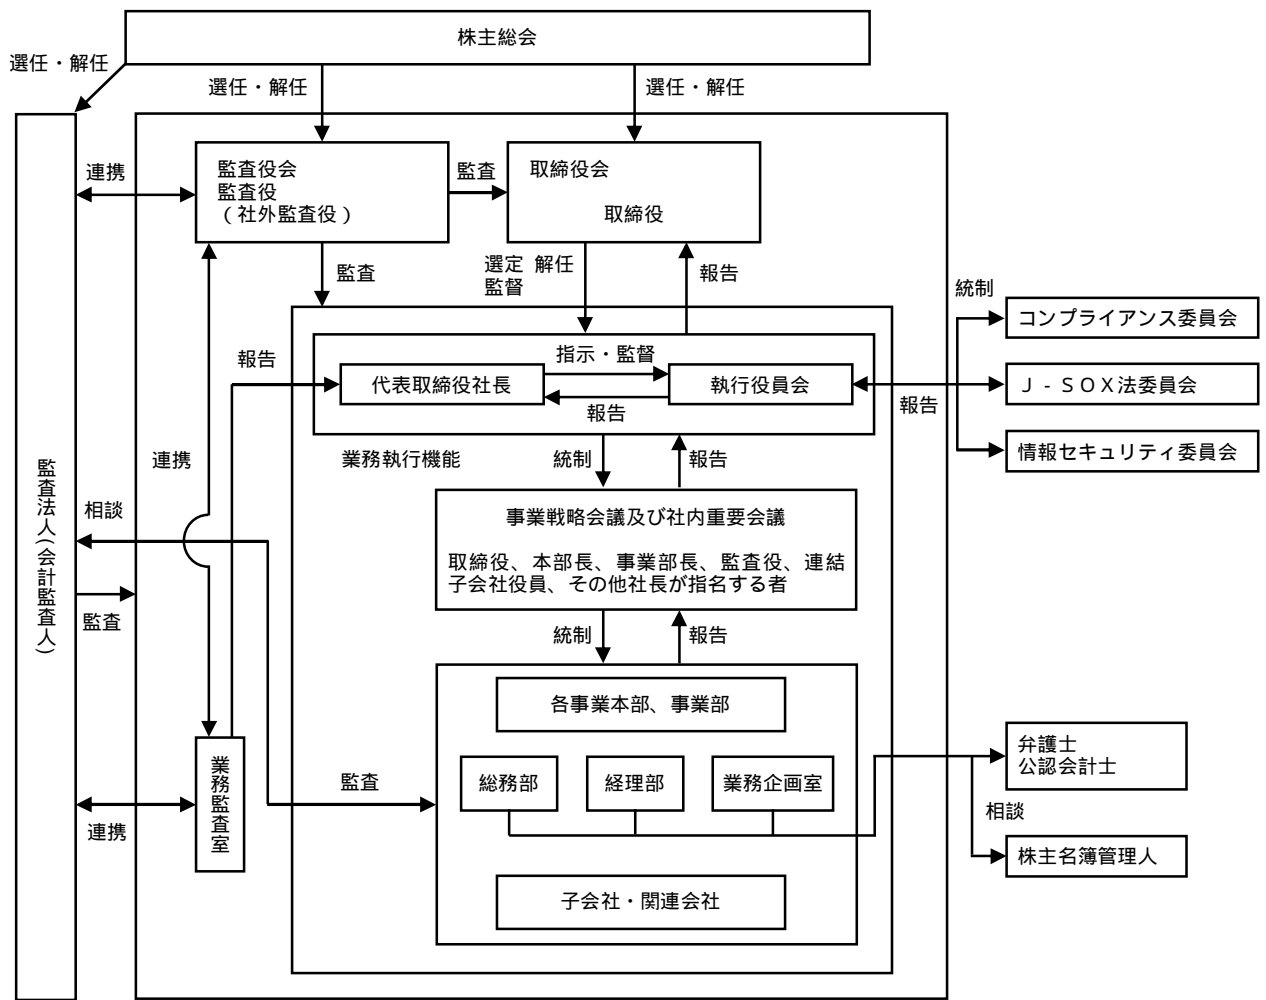 株主総会
選任・解任
選任・解任
選任・解任
連携
監査役会
監査役
（社外監査役）
監査
取締役会
取締役
監査
選定 解任
監督
報告
統制
コンプライアンス委員会
報告
指示・監督
代表取締役社長
執行役員会
報告
報告
Ｊ‐ＳＯＸ法委員会
情報セキュリティ委員会
業務執行機能
統制
報告
連携
監査法人(会計監査人)
相談
監査
事業戦略会議及び社内重要会議
取締役、本部長、事業部長、監査役、連結
子会社役員、その他社長が指名する者
統制
報告
各事業本部、事業部
業務監査室
監査
総務部
経理部
業務企画室
弁護士
公認会計士
相談
連携
株主名簿管理人
子会社・関連会社